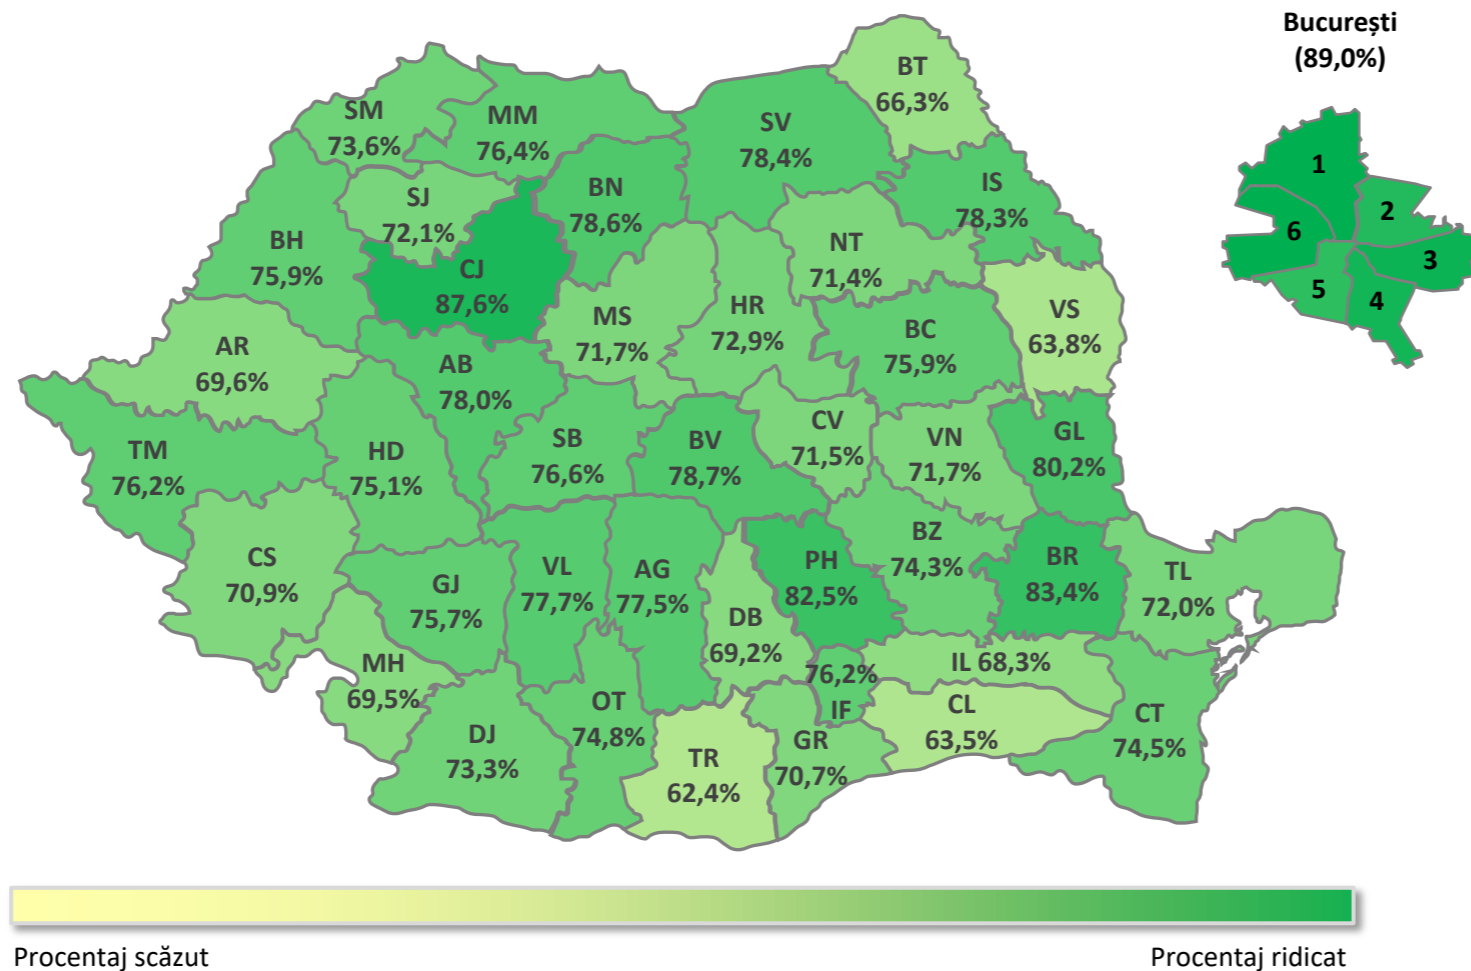 București
(89,0%)
BT
66,3%
SM
73,6%
MM
76,4%
SV
78,4%
1
IS
78,3%
BN
78,6%
SJ
72,1%
2
6
BH
75,9%
NT
71,4%
3
CJ
87,6%
5
4
VS
63,8%
MS
71,7%
HR
72,9%
BC
75,9%
AR
69,6%
AB
78,0%
CV
71,5%
VN
71,7%
GL
80,2%
TM
76,2%
HD
75,1%
SB
76,6%
BV
78,7%
BZ
74,3%
CS
70,9%
GJ
75,7%
VL
77,7%
AG
77,5%
PH
82,5%
BR
83,4%
TL
72,0%
DB
69,2%
MH
69,5%
76,2%
IF
IL 68,3%
OT
74,8%
CL
63,5%
CT
74,5%
DJ
73,3%
TR
62,4%
GR
70,7%
Procentaj scăzut
Procentaj ridicat